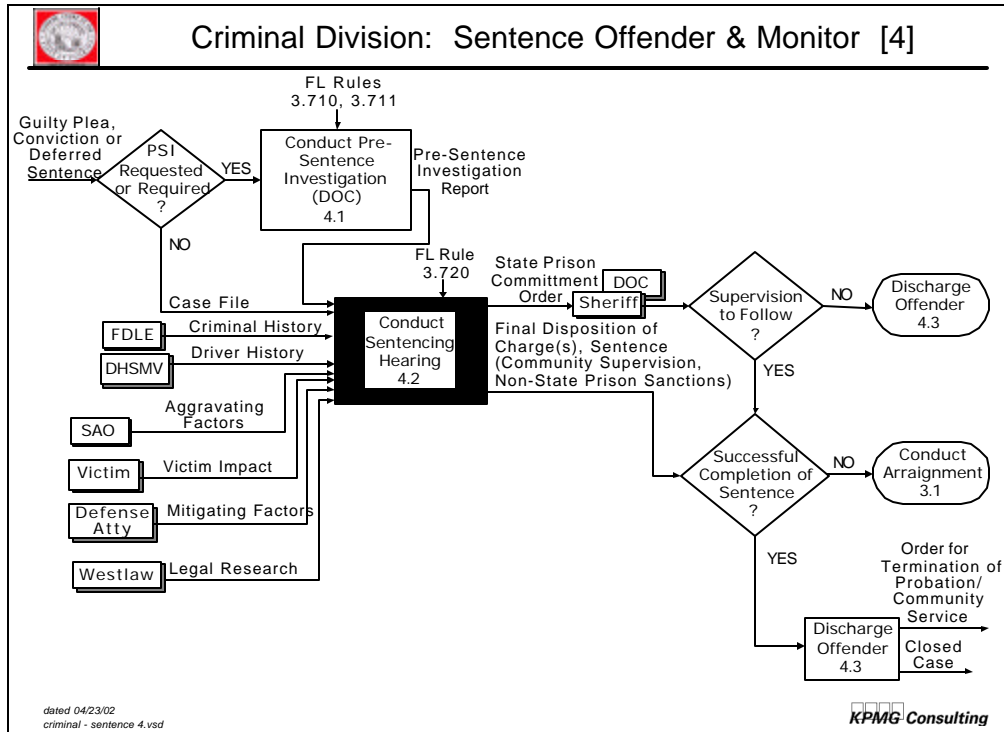 Criminal Division: Sentence Offender & Monitor [4]
FL Rules
3.710, 3.711
Guilty Plea,
Conviction or
Deferred
Sentence
PSI
Requested
or Required
?
YES
NO
Conduct Pre-
Sentence
Investigation
(DOC)
4.1
Pre-Sentence
Investigation
Report
FL Rule
3.720
Case File
FDLE
Criminal History
DHSMV
Driver History
SAO
Aggravating
Factors
Victim
Victim Impact
Defense
Atty
Mitigating Factors
Westlaw
Legal Research
Conduct
Sentencing
Hearing
4.2
State Prison
Committment
Order
DOC
Sheriff
Final Disposition of
Charge(s), Sentence
(Community Supervision,
Non-State Prison Sanctions)
Supervision
to Follow
?
NO
Discharge
Offender
4.3
YES
Successful
Completion of
Sentence
?
NO
Conduct
Arraignment
3.1
YES
Discharge
Offender
4.3
Order for
Termination of
Probation/
Community
Service
Closed
Case
dated 04/23/02
criminal - sentence 4.vsd
KPMG Consulting